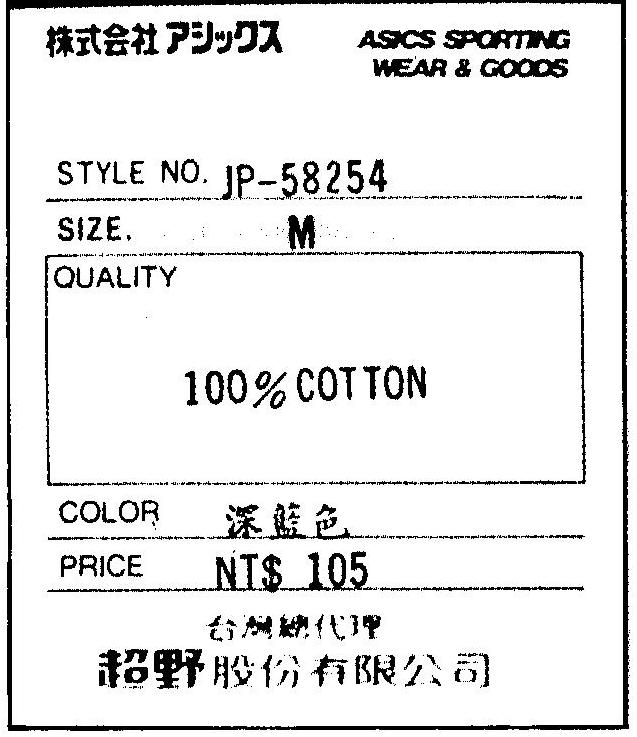 株式会社アシックス
ASICS SPORTING
WEAR & GOODS
STYLE NO. JP-58254
SIZE. M
QUALITY
100%COTTON
COLOR 深藍色
PRICE NT$ 105
台灣總代理
超野股份有限公司